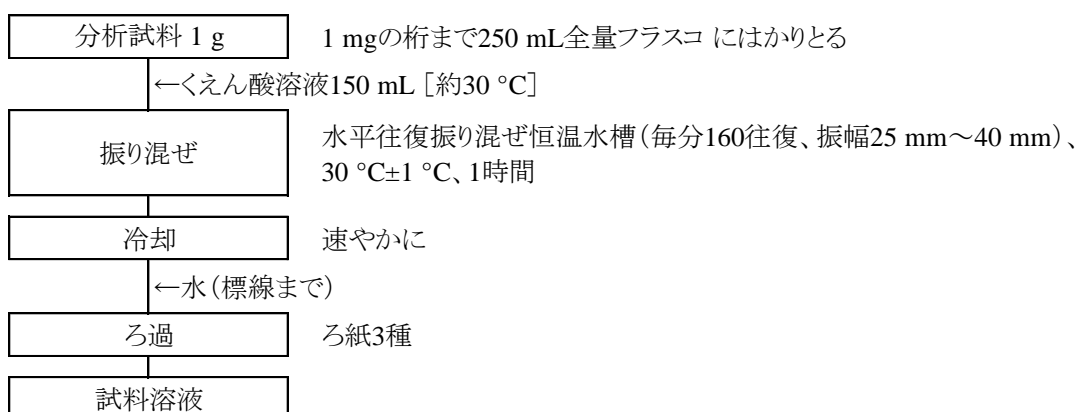 分析試料 1 g 1 mgの桁まで250 mL全量フラスコ にはかりとる
←くえん酸溶液150 mL [約30 °C]
振り混ぜ 水平往復振り混ぜ恒温水槽(毎分160往復、振幅25 mm～40 mm)、
30 °C±1 °C、1時間
冷却 速やかに
←水(標線まで)
ろ過 ろ紙3種
試料溶液